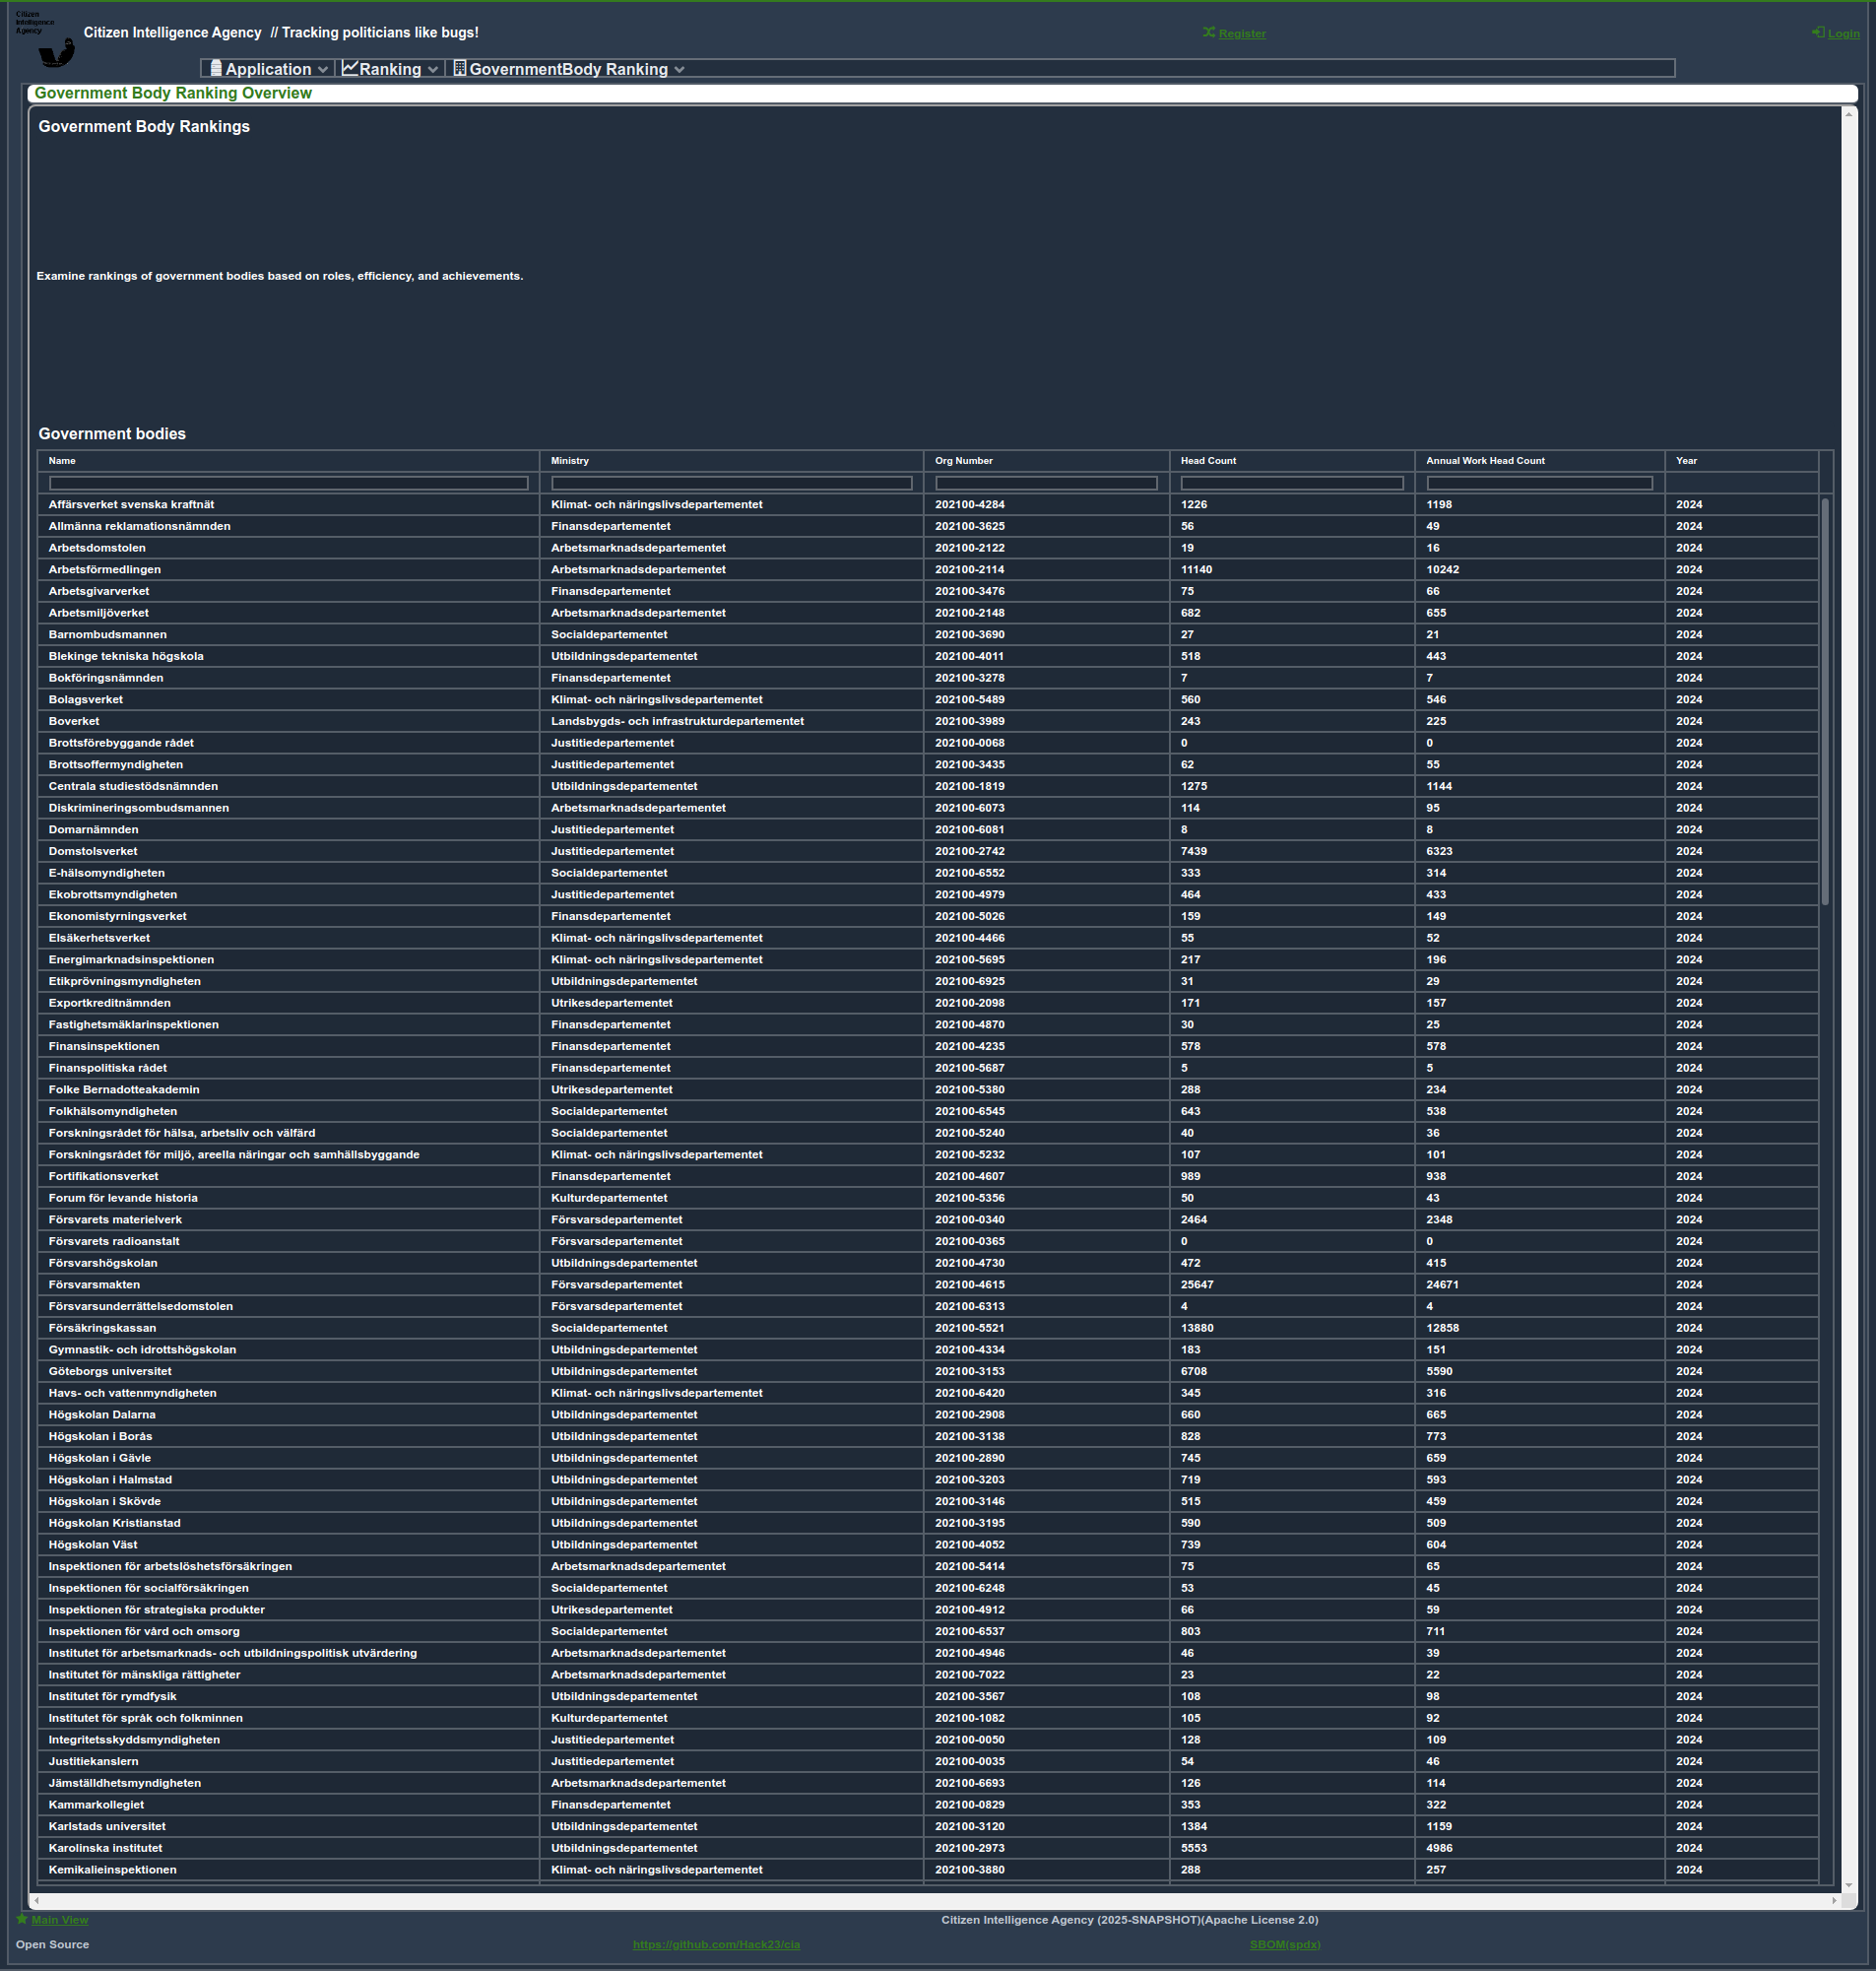 Citizen
Intelligence
Agency
Citizen Intelligence Agency // Tracking politicians like bugs!
Register
Login
Application Ranking GovernmentBody Ranking
Government Body Ranking Overview
Government Body Rankings
Examine rankings of government bodies based on roles, efficiency, and achievements.
Government bodies
Name Ministry Org Number Head Count Annual Work Head Count Year
Affärsverket svenska kraftnät Klimat- och näringslivsdepartementet 202100-4284 1226 1198 2024
Allmänna reklamationsnämnden Finansdepartementet 202100-3625 56 49 2024
Arbetsdomstolen Arbetsmarknadsdepartementet 202100-2122 19 16 2024
Arbetsförmedlingen Arbetsmarknadsdepartementet 202100-2114 11140 10242 2024
Arbetsgivarverket Finansdepartementet 202100-3476 75 66 2024
Arbetsmiljöverket Arbetsmarknadsdepartementet 202100-2148 682 655 2024
Barnombudsmannen Socialdepartementet 202100-3690 27 21 2024
Blekinge tekniska högskola Utbildningsdepartementet 202100-4011 518 443 2024
Bokföringsnämnden Finansdepartementet 202100-3278 7 7 2024
Bolagsverket Klimat- och näringslivsdepartementet 202100-5489 560 546 2024
Boverket Landsbygds- och infrastrukturdepartementet 202100-3989 243 225 2024
Brottsförebyggande rådet Justitiedepartementet 202100-0068 0 0 2024
Brottsoffermyndigheten Justitiedepartementet 202100-3435 62 55 2024
Centrala studiestödsnämnden Utbildningsdepartementet 202100-1819 1275 1144 2024
Diskrimineringsombudsmannen Arbetsmarknadsdepartementet 202100-6073 114 95 2024
Domarnämnden Justitiedepartementet 202100-6081 8 8 2024
Domstolsverket Justitiedepartementet 202100-2742 7439 6323 2024
E-hälsomyndigheten Socialdepartementet 202100-6552 333 314 2024
Ekobrottsmyndigheten Justitiedepartementet 202100-4979 464 433 2024
Ekonomistyrningsverket Finansdepartementet 202100-5026 159 149 2024
Elsäkerhetsverket Klimat- och näringslivsdepartementet 202100-4466 55 52 2024
Energimarknadsinspektionen Klimat- och näringslivsdepartementet 202100-5695 217 196 2024
Etikprövningsmyndigheten Utbildningsdepartementet 202100-6925 31 29 2024
Exportkreditnämnden Utrikesdepartementet 202100-2098 171 157 2024
Fastighetsmäklarinspektionen Finansdepartementet 202100-4870 30 25 2024
Finansinspektionen Finansdepartementet 202100-4235 578 578 2024
Finanspolitiska rådet Finansdepartementet 202100-5687 5 5 2024
Folke Bernadotteakademin Utrikesdepartementet 202100-5380 288 234 2024
Folkhälsomyndigheten Socialdepartementet 202100-6545 643 538 2024
Forskningsrådet för hälsa, arbetsliv och välfärd Socialdepartementet 202100-5240 40 36 2024
Forskningsrådet för miljö, areella näringar och samhällsbyggande Klimat- och näringslivsdepartementet 202100-5232 107 101 2024
Fortifikationsverket Finansdepartementet 202100-4607 989 938 2024
Forum för levande historia Kulturdepartementet 202100-5356 50 43 2024
Försvarets materielverk Försvarsdepartementet 202100-0340 2464 2348 2024
Försvarets radioanstalt Försvarsdepartementet 202100-0365 0 0 2024
Försvarshögskolan Utbildningsdepartementet 202100-4730 472 415 2024
Försvarsmakten Försvarsdepartementet 202100-4615 25647 24671 2024
Försvarsunderrättelsedomstolen Försvarsdepartementet 202100-6313 4 4 2024
Försäkringskassan Socialdepartementet 202100-5521 13880 12858 2024
Gymnastik- och idrottshögskolan Utbildningsdepartementet 202100-4334 183 151 2024
Göteborgs universitet Utbildningsdepartementet 202100-3153 6708 5590 2024
Havs- och vattenmyndigheten Klimat- och näringslivsdepartementet 202100-6420 345 316 2024
Högskolan Dalarna Utbildningsdepartementet 202100-2908 660 665 2024
Högskolan i Borås Utbildningsdepartementet 202100-3138 828 773 2024
Högskolan i Gävle Utbildningsdepartementet 202100-2890 745 659 2024
Högskolan i Halmstad Utbildningsdepartementet 202100-3203 719 593 2024
Högskolan i Skövde Utbildningsdepartementet 202100-3146 515 459 2024
Högskolan Kristianstad Utbildningsdepartementet 202100-3195 590 509 2024
Högskolan Väst Utbildningsdepartementet 202100-4052 739 604 2024
Inspektionen för arbetslöshetsförsäkringen Arbetsmarknadsdepartementet 202100-5414 75 65 2024
Inspektionen för socialförsäkringen Socialdepartementet 202100-6248 53 45 2024
Inspektionen för strategiska produkter Utrikesdepartementet 202100-4912 66 59 2024
Inspektionen för vård och omsorg Socialdepartementet 202100-6537 803 711 2024
Institutet för arbetsmarknads- och utbildningspolitisk utvärdering Arbetsmarknadsdepartementet 202100-4946 46 39 2024
Institutet för mänskliga rättigheter Arbetsmarknadsdepartementet 202100-7022 23 22 2024
Institutet för rymdfysik Utbildningsdepartementet 202100-3567 108 98 2024
Institutet för språk och folkminnen Kulturdepartementet 202100-1082 105 92 2024
Integritetsskyddsmyndigheten Justitiedepartementet 202100-0050 128 109 2024
Justitiekanslern Justitiedepartementet 202100-0035 54 46 2024
Jämställdhetsmyndigheten Arbetsmarknadsdepartementet 202100-6693 126 114 2024
Kammarkollegiet Finansdepartementet 202100-0829 353 322 2024
Karlstads universitet Utbildningsdepartementet 202100-3120 1384 1159 2024
Karolinska institutet Utbildningsdepartementet 202100-2973 5553 4986 2024
Kemikalieinspektionen Klimat- och näringslivsdepartementet 202100-3880 288 257 2024
Main View Citizen Intelligence Agency (2025-SNAPSHOT)(Apache License 2.0)
Open Source https://github.com/Hack23/cia SBOM(spdx)